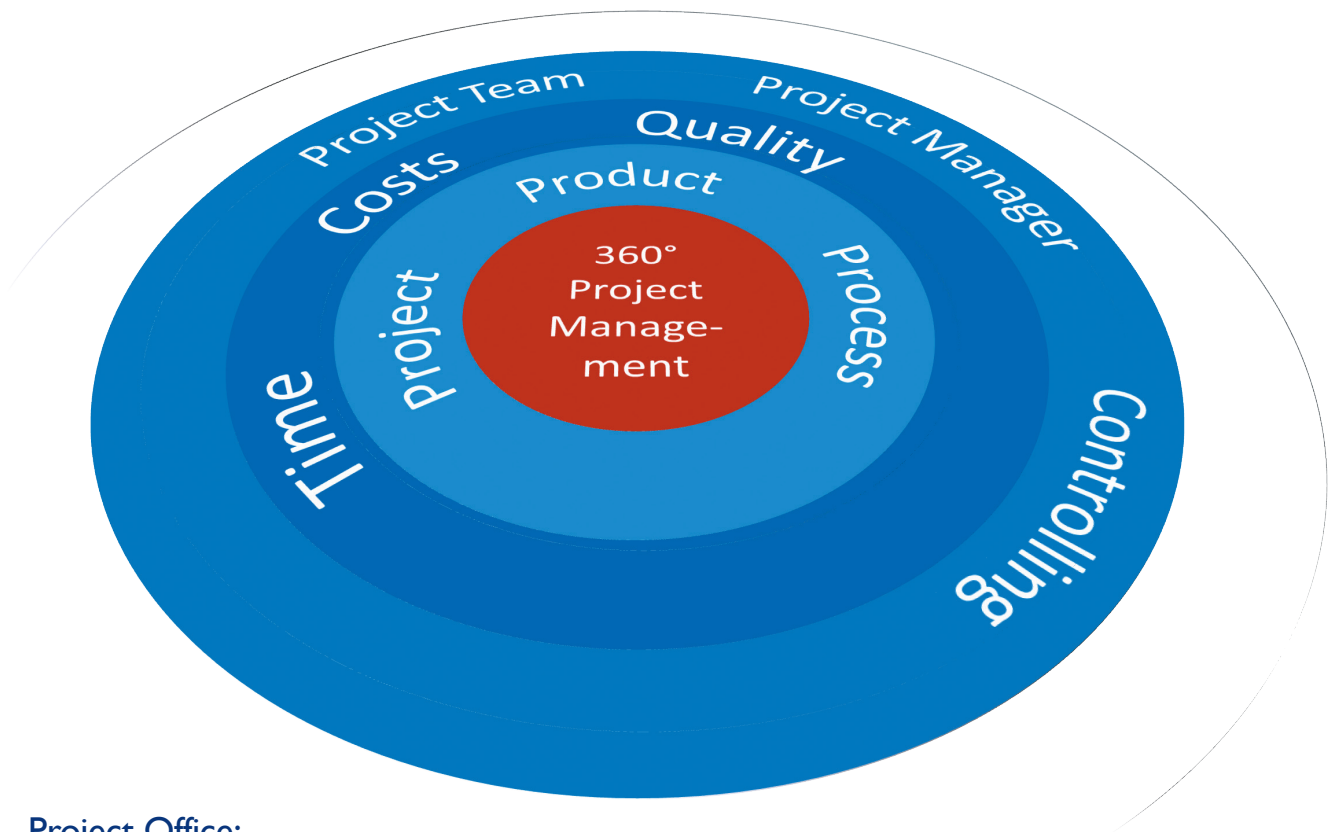 Project Team
Project Manager
Costs
Quality
Time
Product
Project
Process
360°
Project
Manage-
ment
Controlling
Project Office: